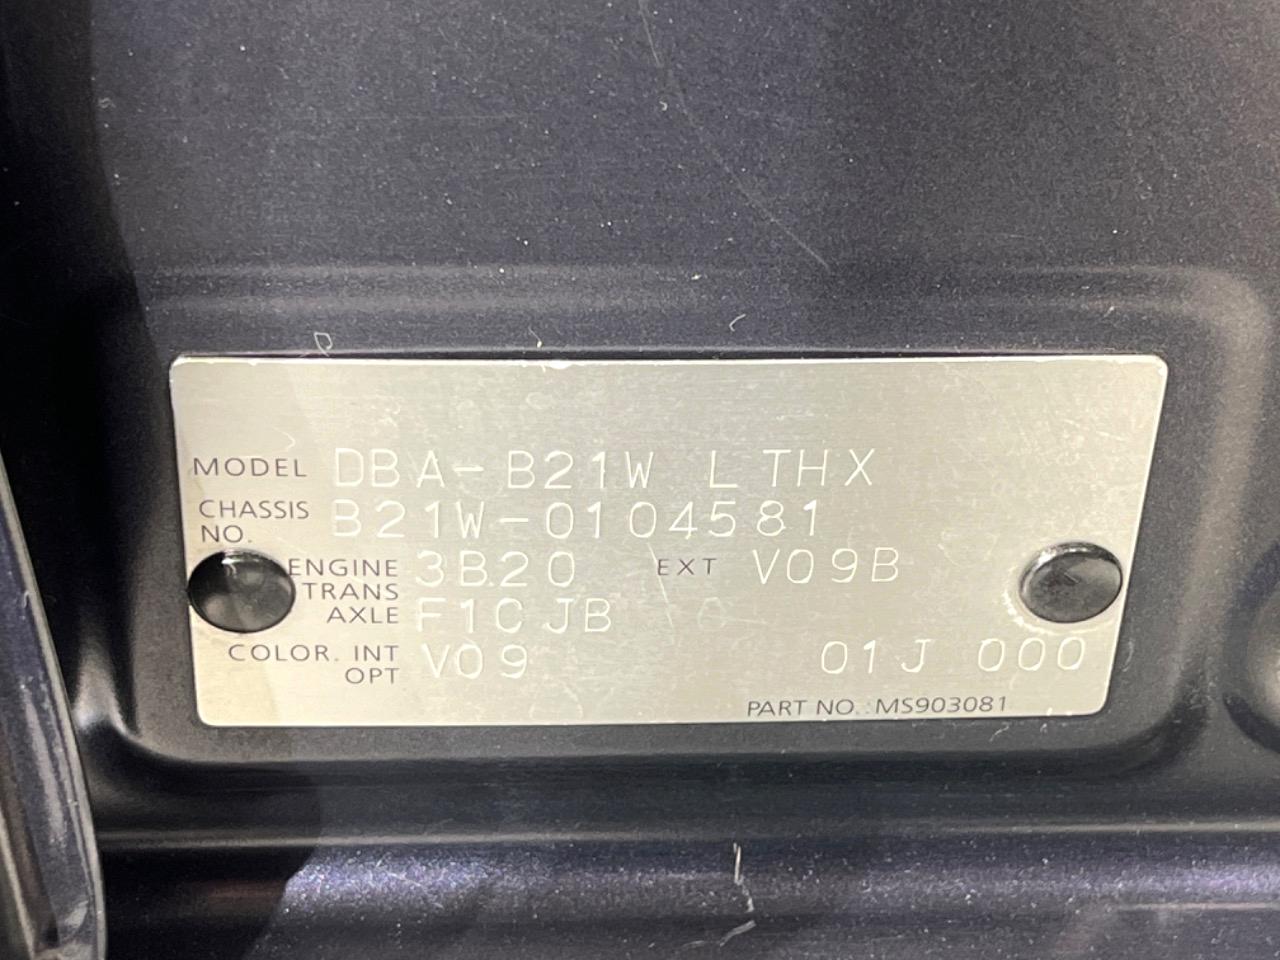 MODEL DBA-B21W LTHX
CHASSIS NO. B21W-0104581
ENGINE 3B20 EXT V09B
TRANS AXLE F1CJB
COLOR. INT OPT V09 01J 000
PART NO.:MS903081